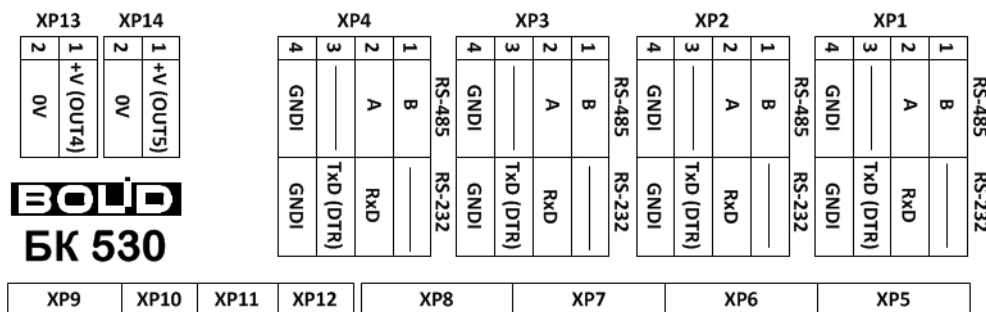 XP13 XP14 XP4 XP3 XP2 XP1
2 1 2 1 4 3 2 1 4 3 2 1 4 3 2 1 4 3 2 1
0V +V (OUT4) 0V +V (OUT5) GNDI A B RS-485 GNDI A B RS-485 GNDI A B RS-485 GNDI A B RS-485
GNDI TxD (DTR) RxD RS-232 GNDI TxD (DTR) RxD RS-232 GNDI TxD (DTR) RxD RS-232 GNDI TxD (DTR) RxD RS-232
BOLID
БК 530
XP9 XP10 XP11 XP12 XP8 XP7 XP6 XP5